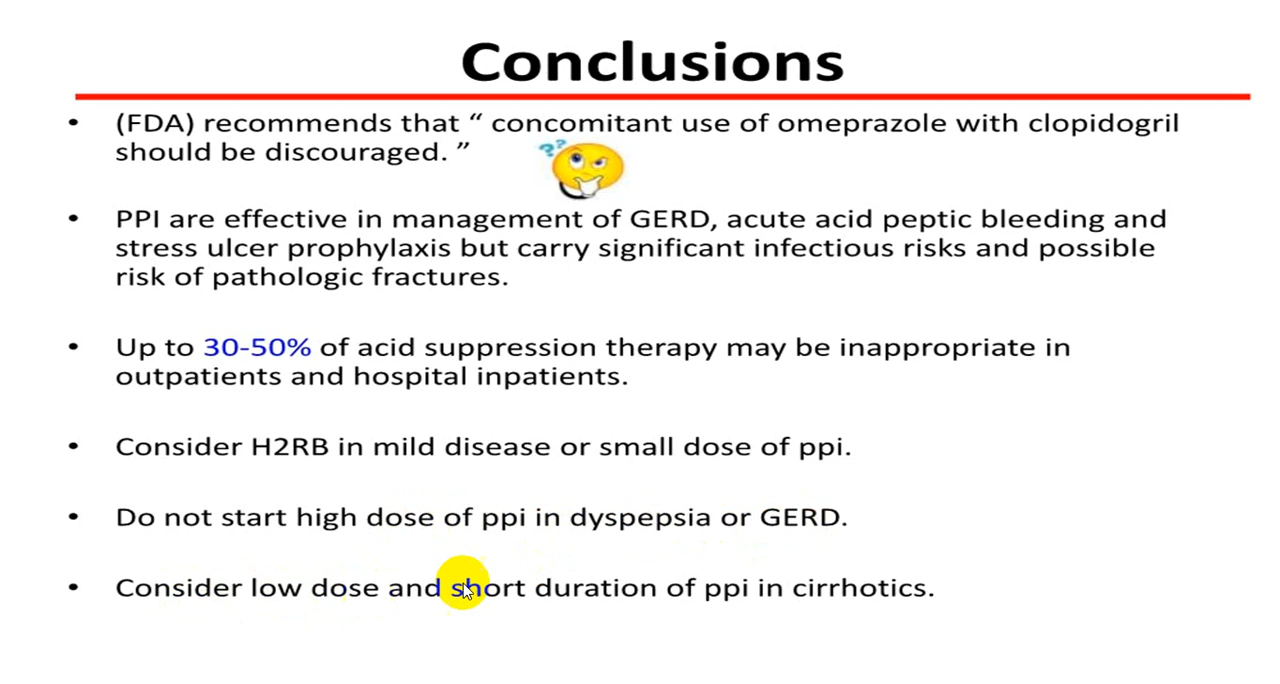 Conclusions
• (FDA) recommends that “ concomitant use of omeprazole with clopidogril
should be discouraged. ”
??
• PPI are effective in management of GERD, acute acid peptic bleeding and
stress ulcer prophylaxis but carry significant infectious risks and possible
risk of pathologic fractures.
• Up to 30-50% of acid suppression therapy may be inappropriate in
outpatients and hospital inpatients.
• Consider H2RB in mild disease or small dose of ppi.
• Do not start high dose of ppi in dyspepsia or GERD.
• Consider low dose and short duration of ppi in cirrhotics.